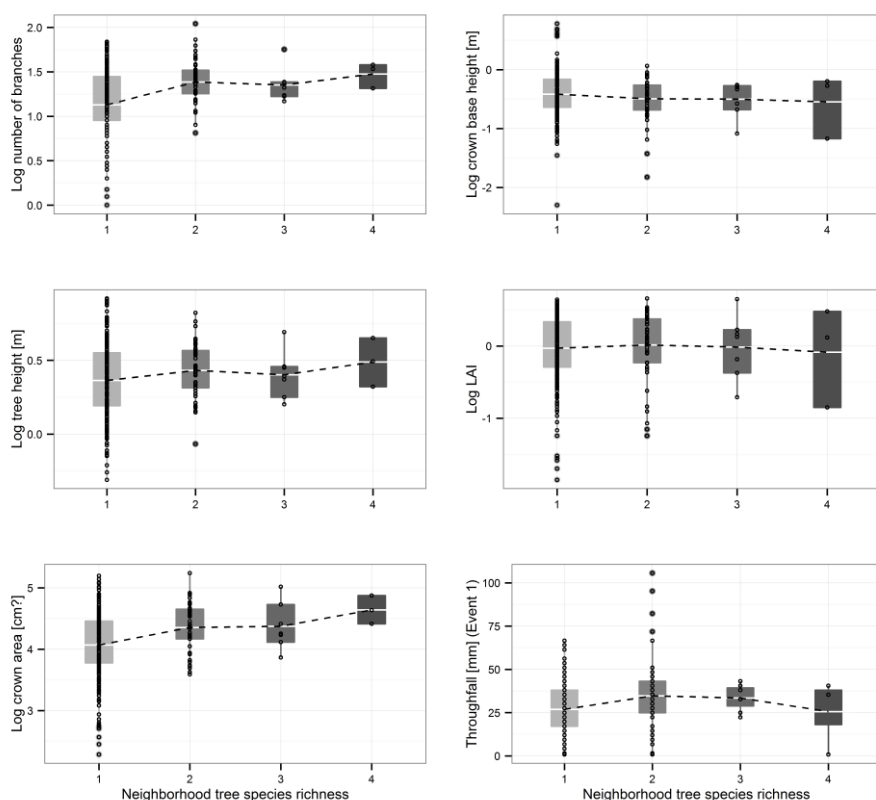 Log number of branches
2.0
1.5
1.0
0.5
0.0
1 2 3 4
Log crown base height [m]
-0
-1
-2
1 2 3 4
Log tree height [m]
0.5
0.0
1 2 3 4
Log LAI
0
-1
1 2 3 4
Log crown area [cm?]
5
4
3
1 2 3 4
Neighborhood tree species richness
Throughfall [mm] (Event 1)
100
75
50
25
0
1 2 3 4
Neighborhood tree species richness